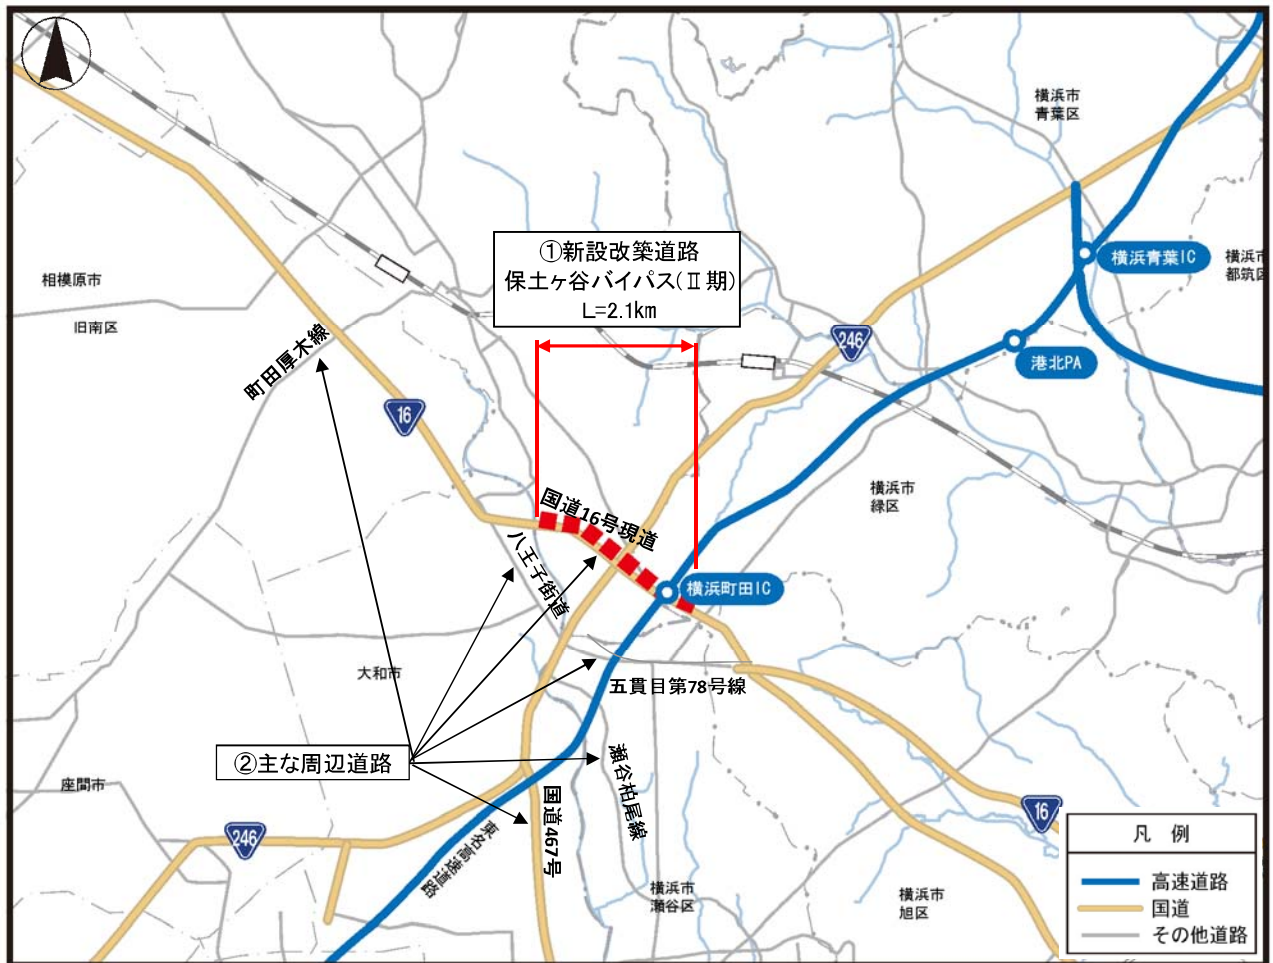 横浜市
青葉区
①新設改築道路
保土ヶ谷バイパス(Ⅱ期)
L=2.1km
横浜青葉IC
横浜市
都筑区
相模原市
旧南区
町田厚木線
246
港北PA
16
国道16号現道
横浜市
緑区
八王子街道
横浜町田IC
大和市
五貫目第78号線
②主な周辺道路
瀬谷柏尾線
座間市
国道467号
246
東名高速道路
16
横浜市
瀬谷区
横浜市
旭区
凡 例
高速道路
国道
その他道路